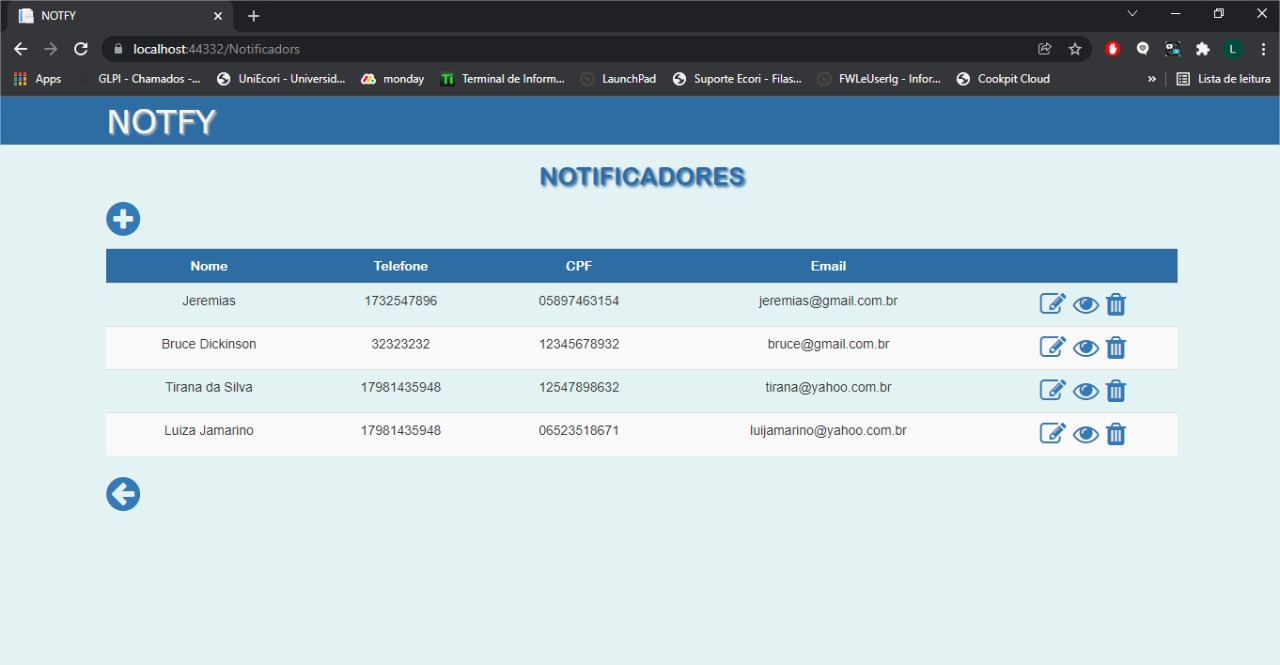 NOTFY
localhost:44332/Notificadors
Apps GLPI - Chamados -... UniEcori - Universid... monday Terminal de Inform... LaunchPad Suporte Ecori - Filas... FWLeUserIg - Infor... Cookpit Cloud » Lista de leitura
NOTFY
NOTIFICADORES
Nome Telefone CPF Email
Jeremias 1732547896 05897463154 jeremias@gmail.com.br
Bruce Dickinson 32323232 12345678932 bruce@gmail.com.br
Tirana da Silva 17981435948 12547898632 tirana@yahoo.com.br
Luiza Jamarino 17981435948 06523518671 luijamarino@yahoo.com.br